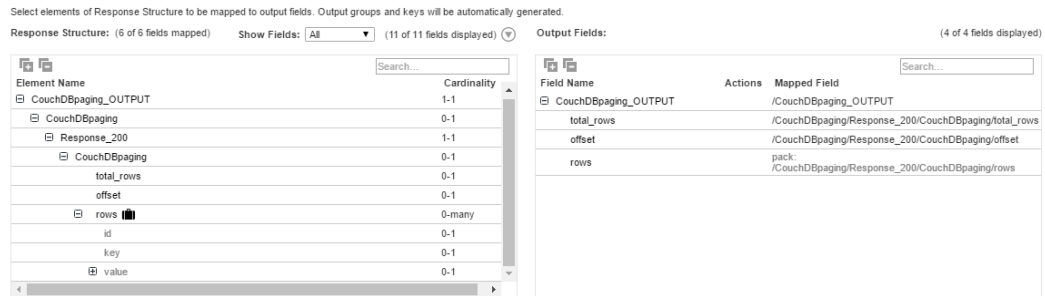 Select elements of Response Structure to be mapped to output fields. Output groups and keys will be automatically generated.
Response Structure: (6 of 6 fields mapped) Show Fields: All (11 of 11 fields displayed)
Search...
Element Name Cardinality
CouchDBpaging_OUTPUT 1-1
CouchDBpaging 0-1
Response_200 1-1
CouchDBpaging 0-1
total_rows 0-1
offset 0-1
rows 0-many
id 0-1
key 0-1
value 0-1
Output Fields: (4 of 4 fields displayed)
Search...
Field Name Actions Mapped Field
CouchDBpaging_OUTPUT /CouchDBpaging_OUTPUT
total_rows /CouchDBpaging/Response_200/CouchDBpaging/total_rows
offset /CouchDBpaging/Response_200/CouchDBpaging/offset
rows pack:
/CouchDBpaging/Response_200/CouchDBpaging/rows